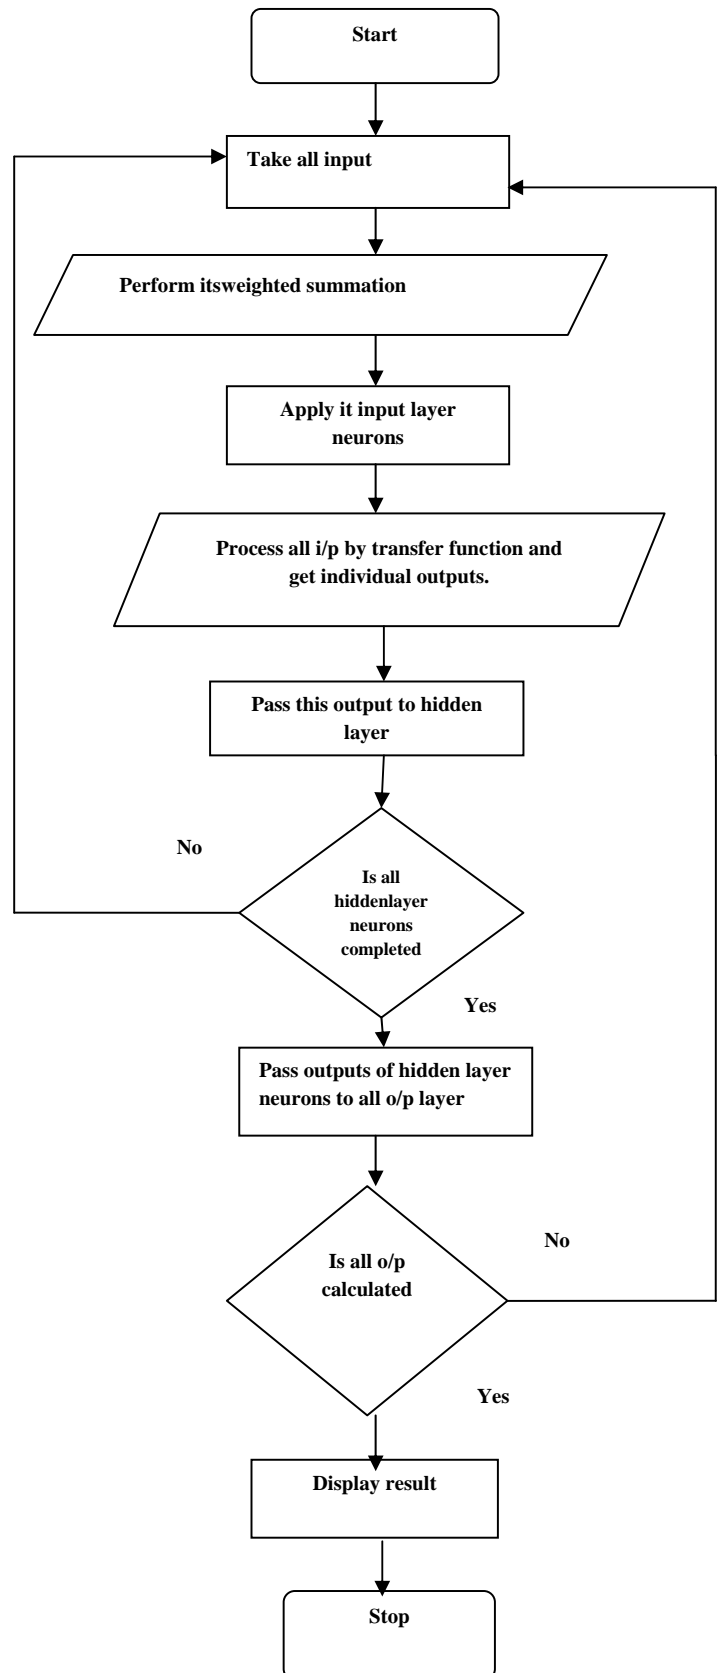 Start
Take all input
Perform itsweighted summation
Apply it input layer
neurons
Process all i/p by transfer function and
get individual outputs.
Pass this output to hidden
layer
No
Is all
hiddenlayer
neurons
completed
Yes
Pass outputs of hidden layer
neurons to all o/p layer
No
Is all o/p
calculated
Yes
Display result
Stop